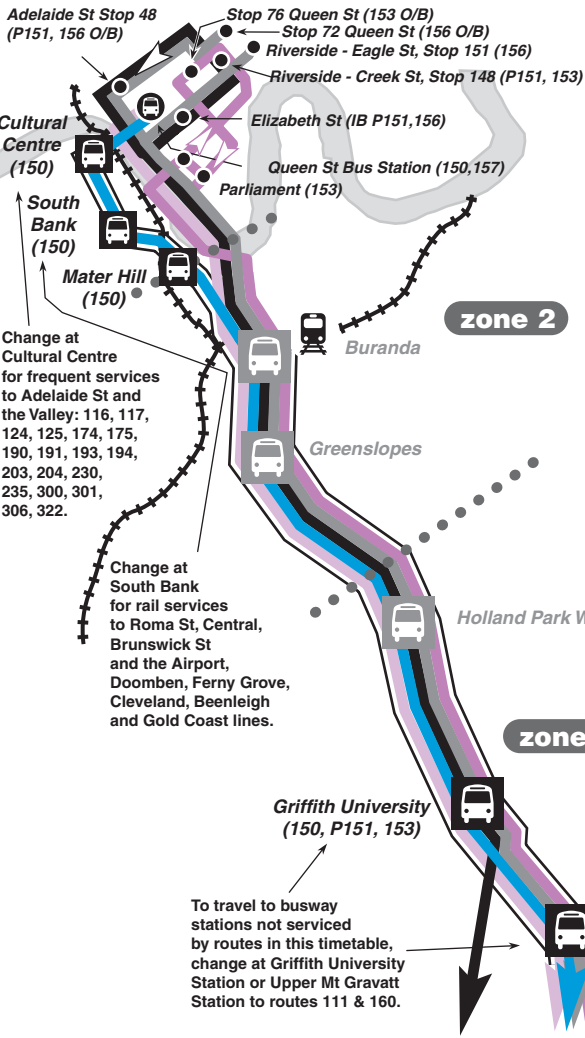 Adelaide St Stop 48
(P151, 156 O/B)
Stop 76 Queen St (153 O/B)
Stop 72 Queen St (156 O/B)
Riverside - Eagle St, Stop 151 (156)
Riverside - Creek St, Stop 148 (P151, 153)
Elizabeth St (IB P151,156)
Queen St Bus Station (150,157)
Parliament (153)
Cultural
Centre
(150)
South
Bank
(150)
Mater Hill
(150)
zone 2
Buranda
Change at
Cultural Centre
for frequent services
to Adelaide St and
the Valley: 116, 117,
124, 125, 174, 175,
190, 191, 193, 194,
203, 204, 230,
235, 300, 301,
306, 322.
Greenslopes
Change at
South Bank
for rail services
to Roma St, Central,
Brunswick St
and the Airport,
Doomben, Ferny Grove,
Cleveland, Beenleigh
and Gold Coast lines.
Holland Park W
zone
Griffith University
(150, P151, 153)
To travel to busway
stations not serviced
by routes in this timetable,
change at Griffith University
Station or Upper Mt Gravatt
Station to routes 111 & 160.